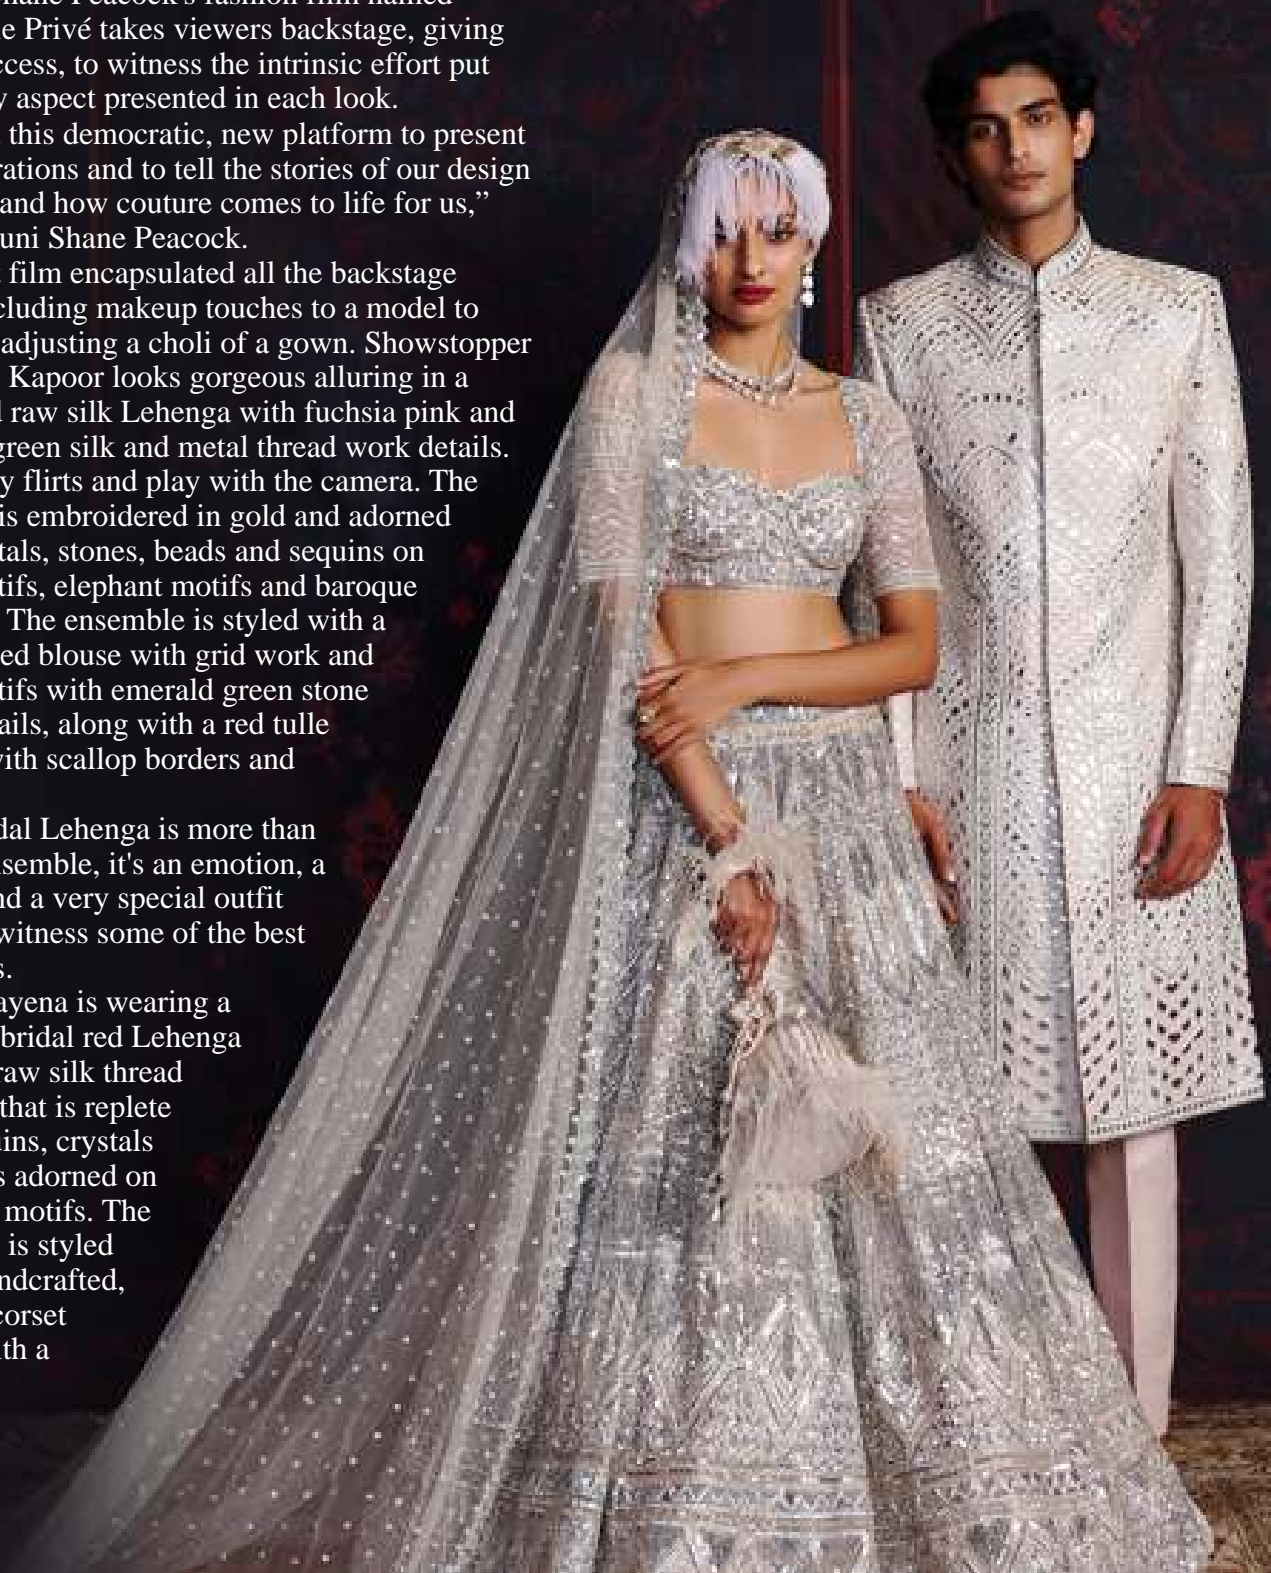 Shane Peacock's fashion film named
e Privé takes viewers backstage, giving
ccess, to witness the intrinsic effort put
y aspect presented in each look.
this democratic, new platform to present
rations and to tell the stories of our design
and how couture comes to life for us,”
uni Shane Peacock.
film encapsulated all the backstage
cluding makeup touches to a model to
adjusting a choli of a gown. Showstopper
Kapoor looks gorgeous alluring in a
d raw silk Lehenga with fuchsia pink and
green silk and metal thread work details.
y flirts and play with the camera. The
is embroidered in gold and adorned
tals, stones, beads and sequins on
tifs, elephant motifs and baroque
The ensemble is styled with a
ed blouse with grid work and
tifs with emerald green stone
ails, along with a red tulle
with scallop borders and
dal Lehenga is more than
nsemble, it's an emotion, a
nd a very special outfit
witness some of the best
s.
ayena is wearing a
bridal red Lehenga
raw silk thread
that is replete
uins, crystals
s adorned on
motifs. The
is styled
ndcrafted,
corset
ith a